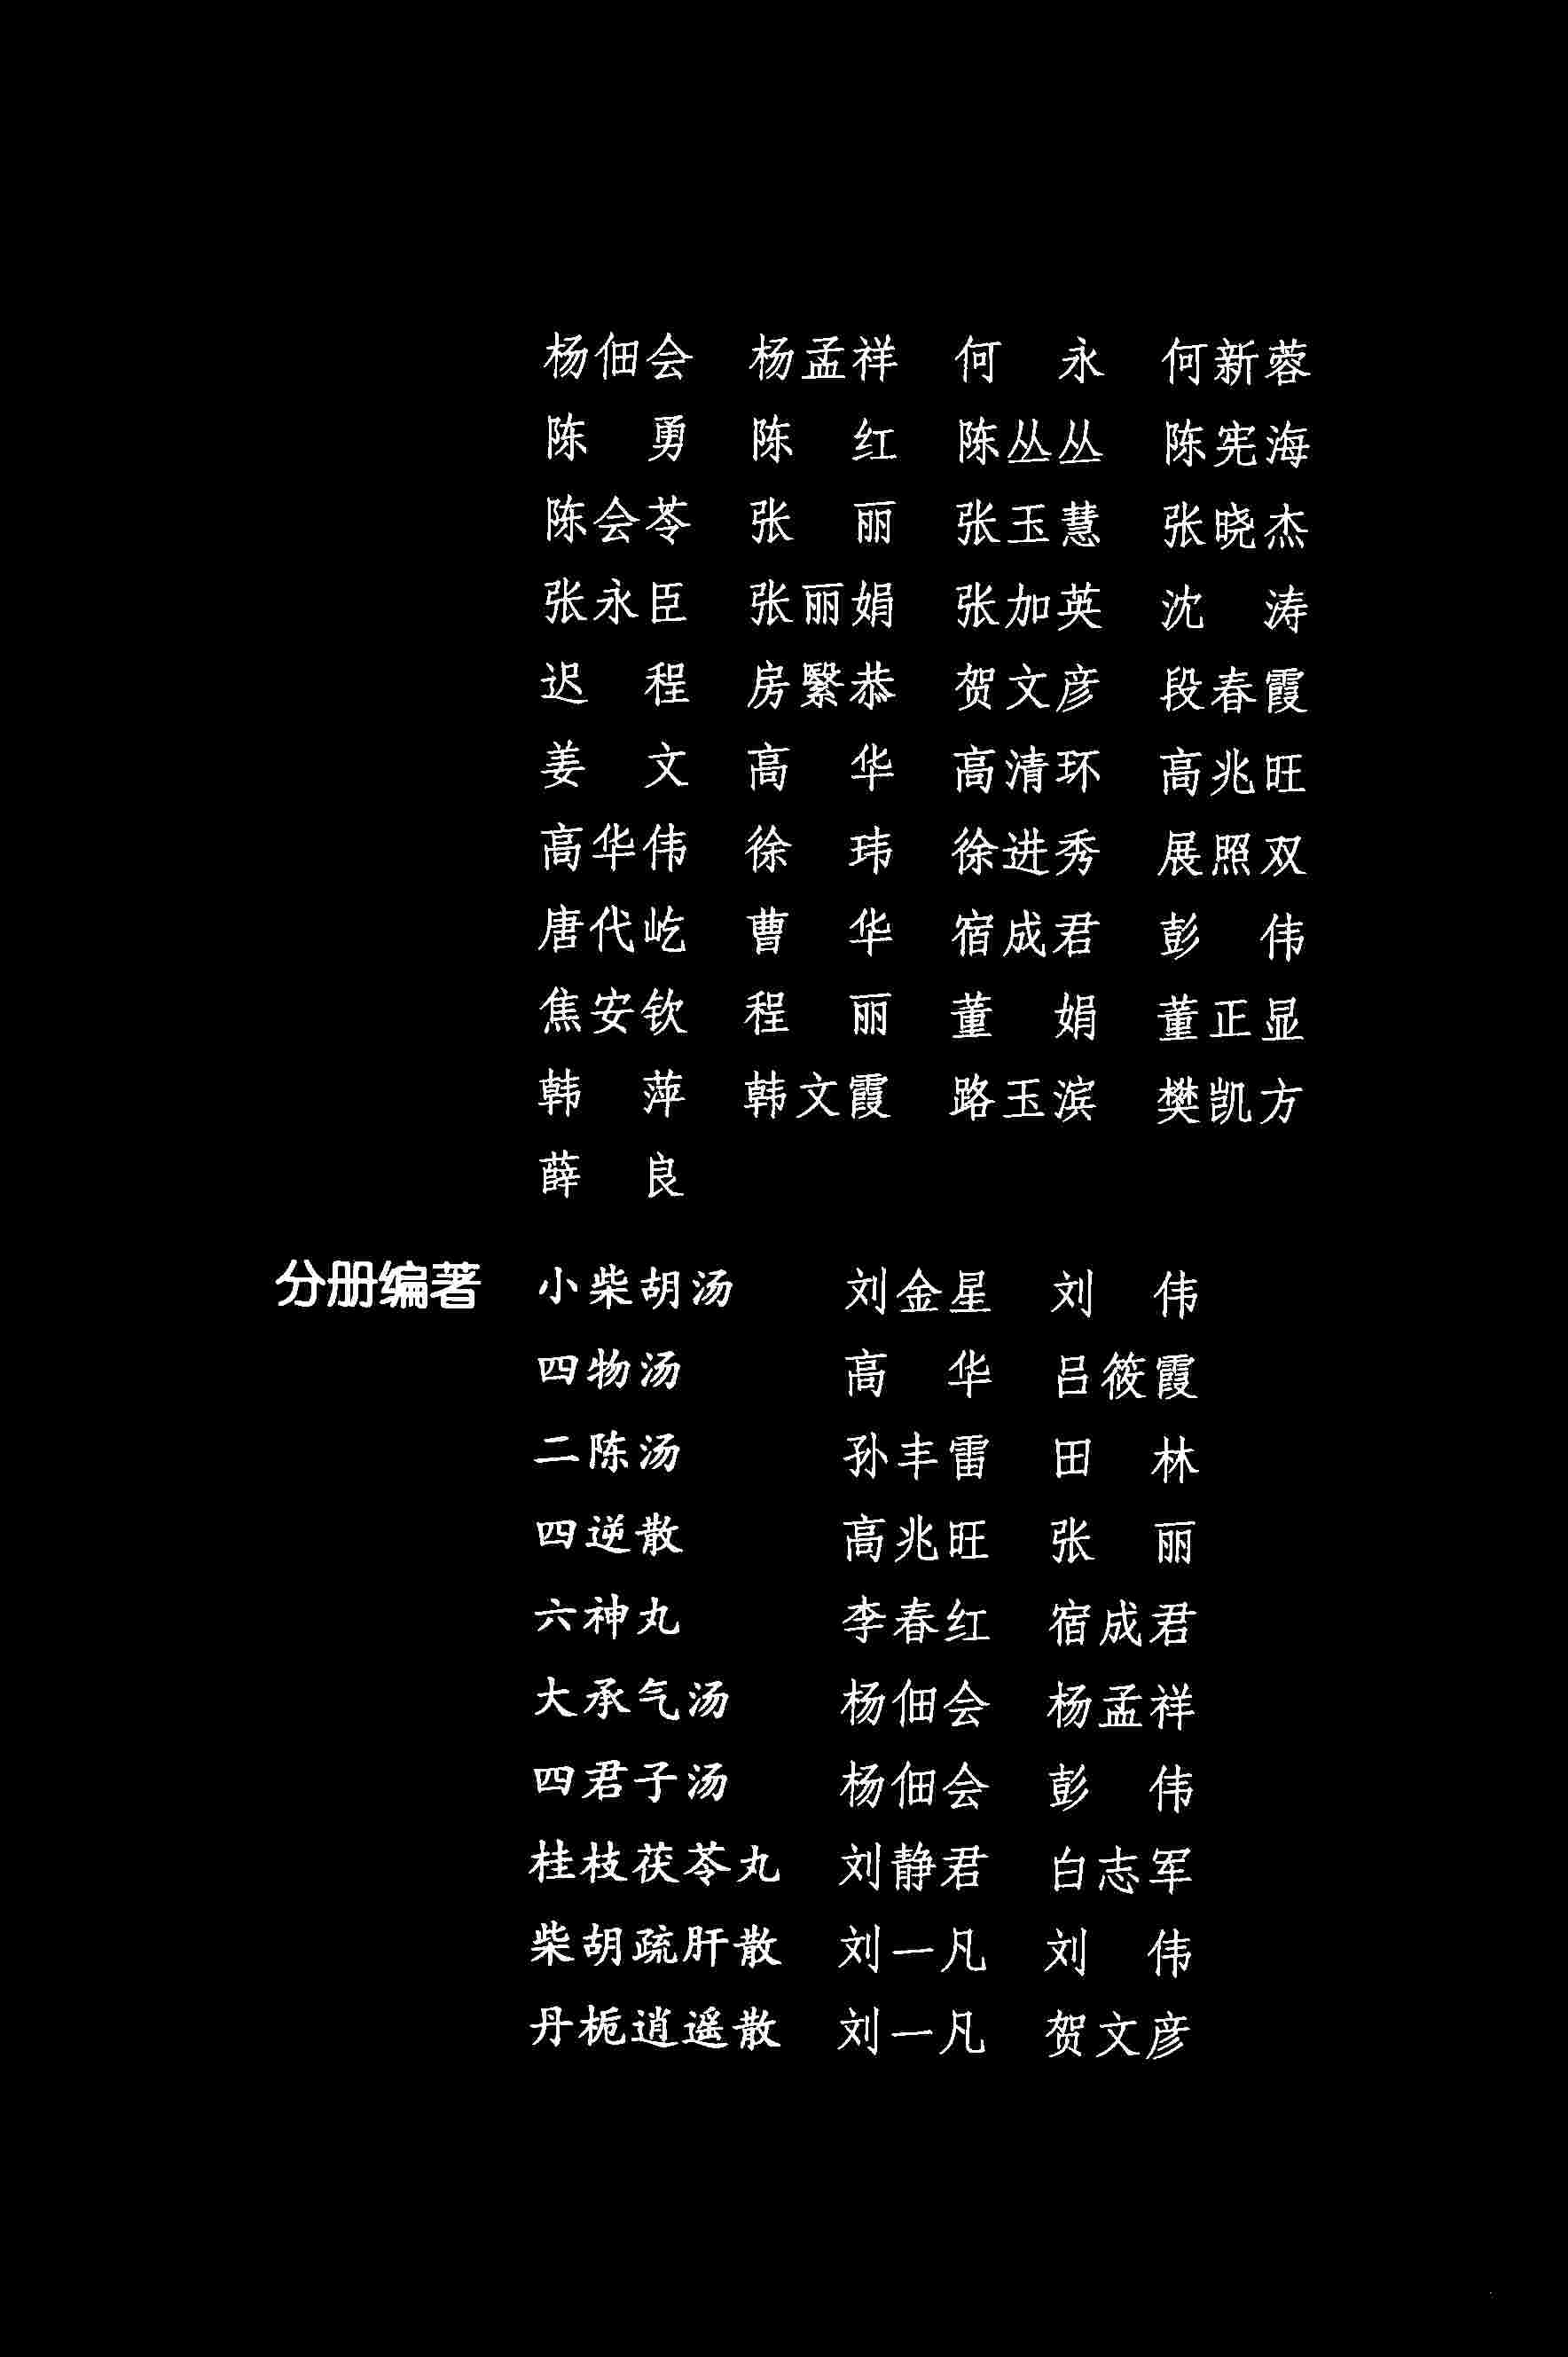 杨佃会 杨孟祥 何 永 何新蓉
陈 勇 陈 红 陈丛丛 陈宪海
陈会苓 张 丽 张玉慧 张晓杰
张永臣 张丽娟 张加英 沈 涛
迟 程 房繄恭 贺文彦 段春霞
姜 文 高 华 高清环 高兆旺
高华伟 徐 玮 徐进秀 展照双
唐代屹 曹 华 宿成君 彭 伟
焦安钦 程 丽 董 娟 董正显
韩 萍 韩文霞 路玉滨 樊凯方
薛 良
分册编著 小柴胡汤 刘金星 刘 伟
四物汤 高 华 吕筱霞
二陈汤 孙丰雷 田 林
四逆散 高兆旺 张 丽
六神丸 李春红 宿成君
大承气汤 杨佃会 杨孟祥
四君子汤 杨佃会 彭 伟
桂枝茯苓丸 刘静君 白志军
柴胡疏肝散 刘一凡 刘 伟
丹栀逍遥散 刘一凡 贺文彦